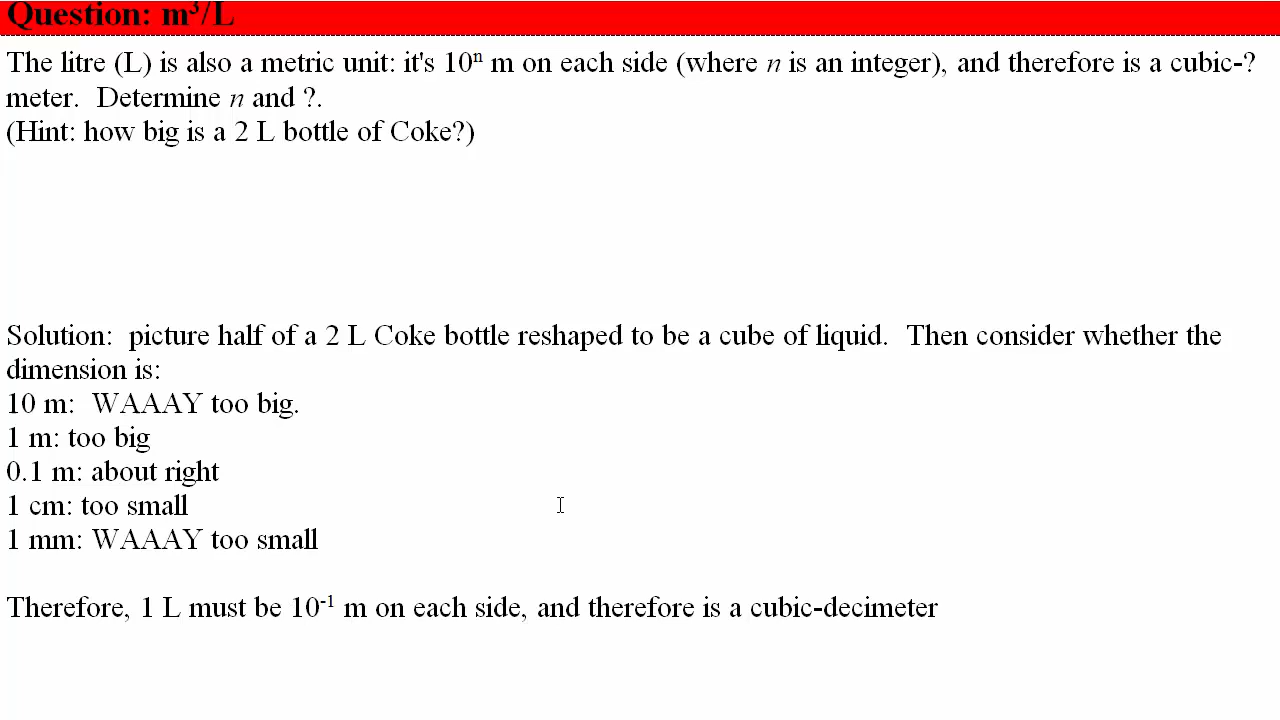 Question: m³/L
The litre (L) is also a metric unit: it's 10ⁿ m on each side (where n is an integer), and therefore is a cubic-?
meter.  Determine n and ?.
(Hint: how big is a 2 L bottle of Coke?)
Solution:  picture half of a 2 L Coke bottle reshaped to be a cube of liquid.  Then consider whether the
dimension is:
10 m:  WAAAY too big.
1 m: too big
0.1 m: about right
1 cm: too small
1 mm: WAAAY too small
Therefore, 1 L must be 10⁻¹ m on each side, and therefore is a cubic-decimeter